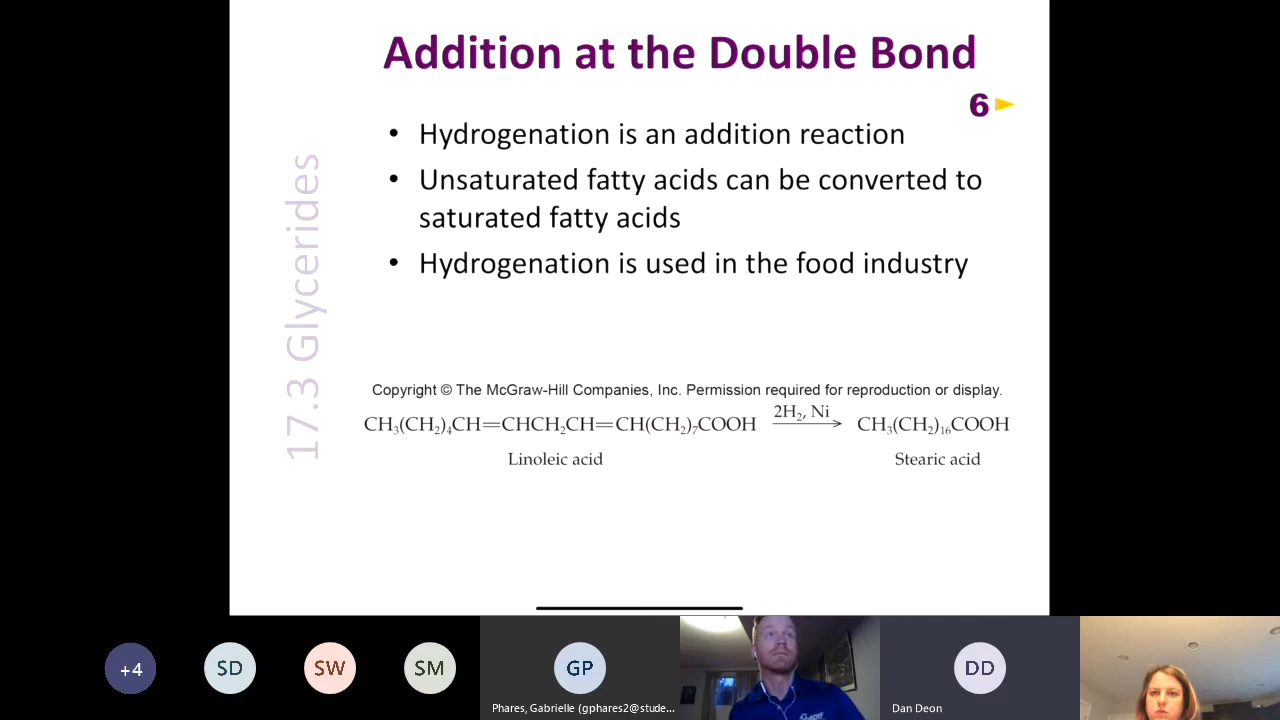 Addition at the Double Bond
6
• Hydrogenation is an addition reaction
• Unsaturated fatty acids can be converted to
saturated fatty acids
• Hydrogenation is used in the food industry
17.3 Glycerides
Copyright © The McGraw-Hill Companies, Inc. Permission required for reproduction or display.
CH₃(CH₂)₄CH=CHCH₂CH=CH(CH₂)₇COOH 2H₂, Ni → CH₃(CH₂)₁₆COOH
Linoleic acid Stearic acid
+4 SD SW SM GP DD
Phares, Gabrielle (gphares2@stude... Dan Deon